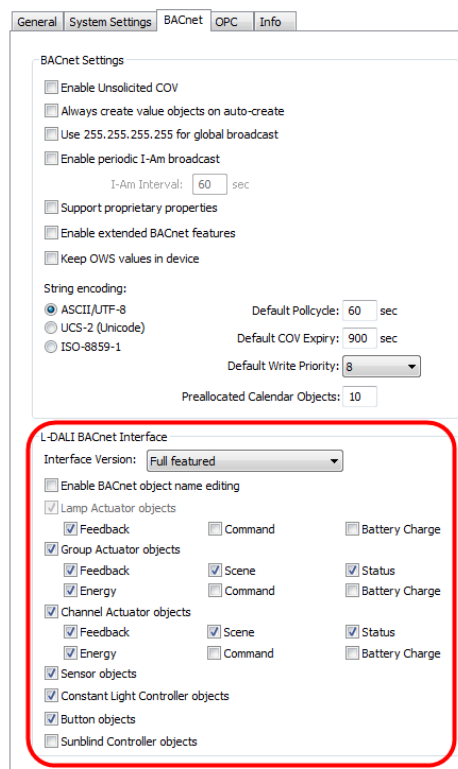 General System Settings BACnet OPC Info
BACnet Settings
Enable Unsolicited COV
Always create value objects on auto-create
Use 255.255.255.255 for global broadcast
Enable periodic I-Am broadcast
I-Am Interval: 60 sec
Support proprietary properties
Enable extended BACnet features
Keep OWS values in device
String encoding:
ASCII/UTF-8 Default Pollcycle: 60 sec
UCS-2 (Unicode) Default COV Expiry: 900 sec
ISO-8859-1
Default Write Priority: 8
Preallocated Calendar Objects: 10
L-DALI BACnet Interface
Interface Version: Full featured
Enable BACnet object name editing
Lamp Actuator objects
Feedback Command Battery Charge
Group Actuator objects
Feedback Scene Status
Energy Command Battery Charge
Channel Actuator objects
Feedback Scene Status
Energy Command Battery Charge
Sensor objects
Constant Light Controller objects
Button objects
Sunblind Controller objects